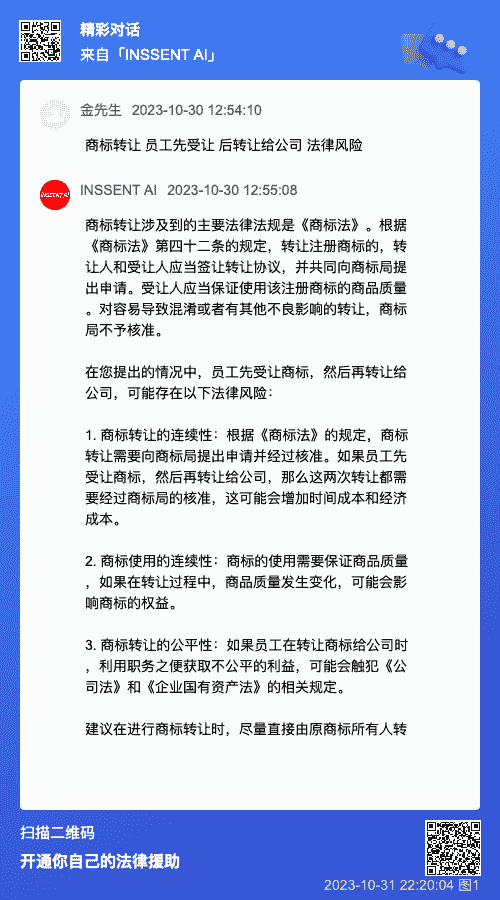 精彩对话
来自「INSSENT AI」
金先生 2023-10-30 12:54:10
商标转让 员工先受让 后转让给公司 法律风险
INSSENT AI
INSSENT AI 2023-10-30 12:55:08
商标转让涉及到的主要法律法规是《商标法》。根据
《商标法》第四十二条的规定，转让注册商标的，转
让人和受让人应当签让转让协议，并共同向商标局提
出申请。受让人应当保证使用该注册商标的商品质量
。对容易导致混淆或者有其他不良影响的转让，商标
局不予核准。
在您提出的情况中，员工先受让商标，然后再转让给
公司，可能存在以下法律风险：
1. 商标转让的连续性：根据《商标法》的规定，商标
转让需要向商标局提出申请并经过核准。如果员工先
受让商标，然后再转让给公司，那么这两次转让都需
要经过商标局的核准，这可能会增加时间成本和经济
成本。
2. 商标使用的连续性：商标的使用需要保证商品质量
，如果在转让过程中，商品质量发生变化，可能会影
响商标的权益。
3. 商标转让的公平性：如果员工在转让商标给公司时
，利用职务之便获取不公平的利益，可能会触犯《公
司法》和《企业国有资产法》的相关规定。
建议在进行商标转让时，尽量直接由原商标所有人转
扫描二维码
开通你自己的法律援助
2023-10-31 22:20:04 图1